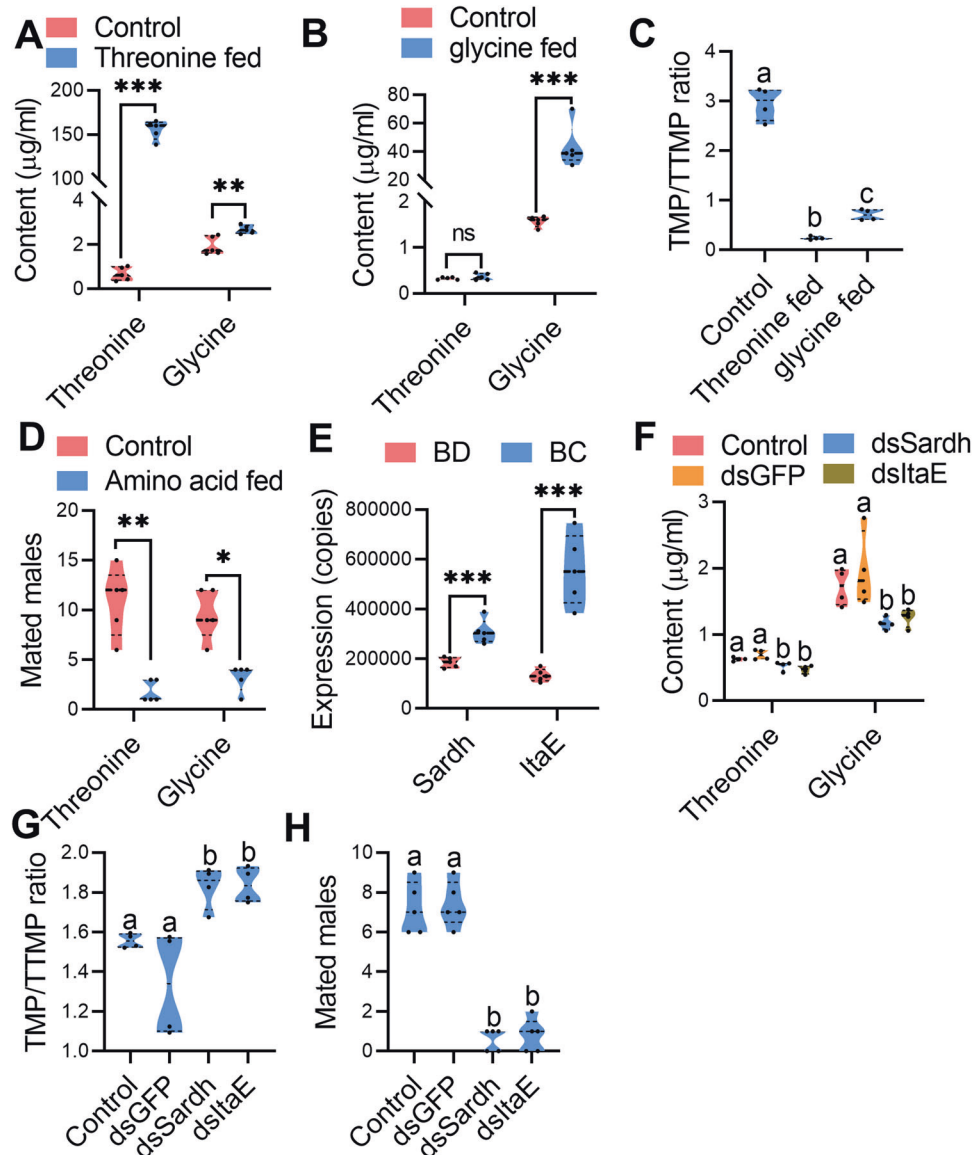 A
Control
Threonine fed
Content (μg/ml)
200
150
100
4
2
0
***
**
Threonine
Glycine
B
Control
glycine fed
Content (μg/ml)
80
60
40
20
2
1
0
ns
***
Threonine
Glycine
C
TMP/TTMP ratio
4
3
2
1
0
a
b
c
Control
Threonine fed
glycine fed
D
Control
Amino acid fed
Mated males
20
15
10
5
0
**
*
Threonine
Glycine
E
BD
BC
Expression (copies)
800000
600000
400000
200000
0
***
***
Sardh
ItaE
F
Control
dsSardh
dsGFP
dsItaE
Content (μg/ml)
3
2
1
0
a a b b
a a b b
Threonine
Glycine
G
TMP/TTMP ratio
2.0
1.8
1.6
1.4
1.2
1.0
a a b b
Control
dsGFP
dsSardh
dsItaE
H
Mated males
10
8
6
4
2
0
a a b b
Control
dsGFP
dsSardh
dsItaE